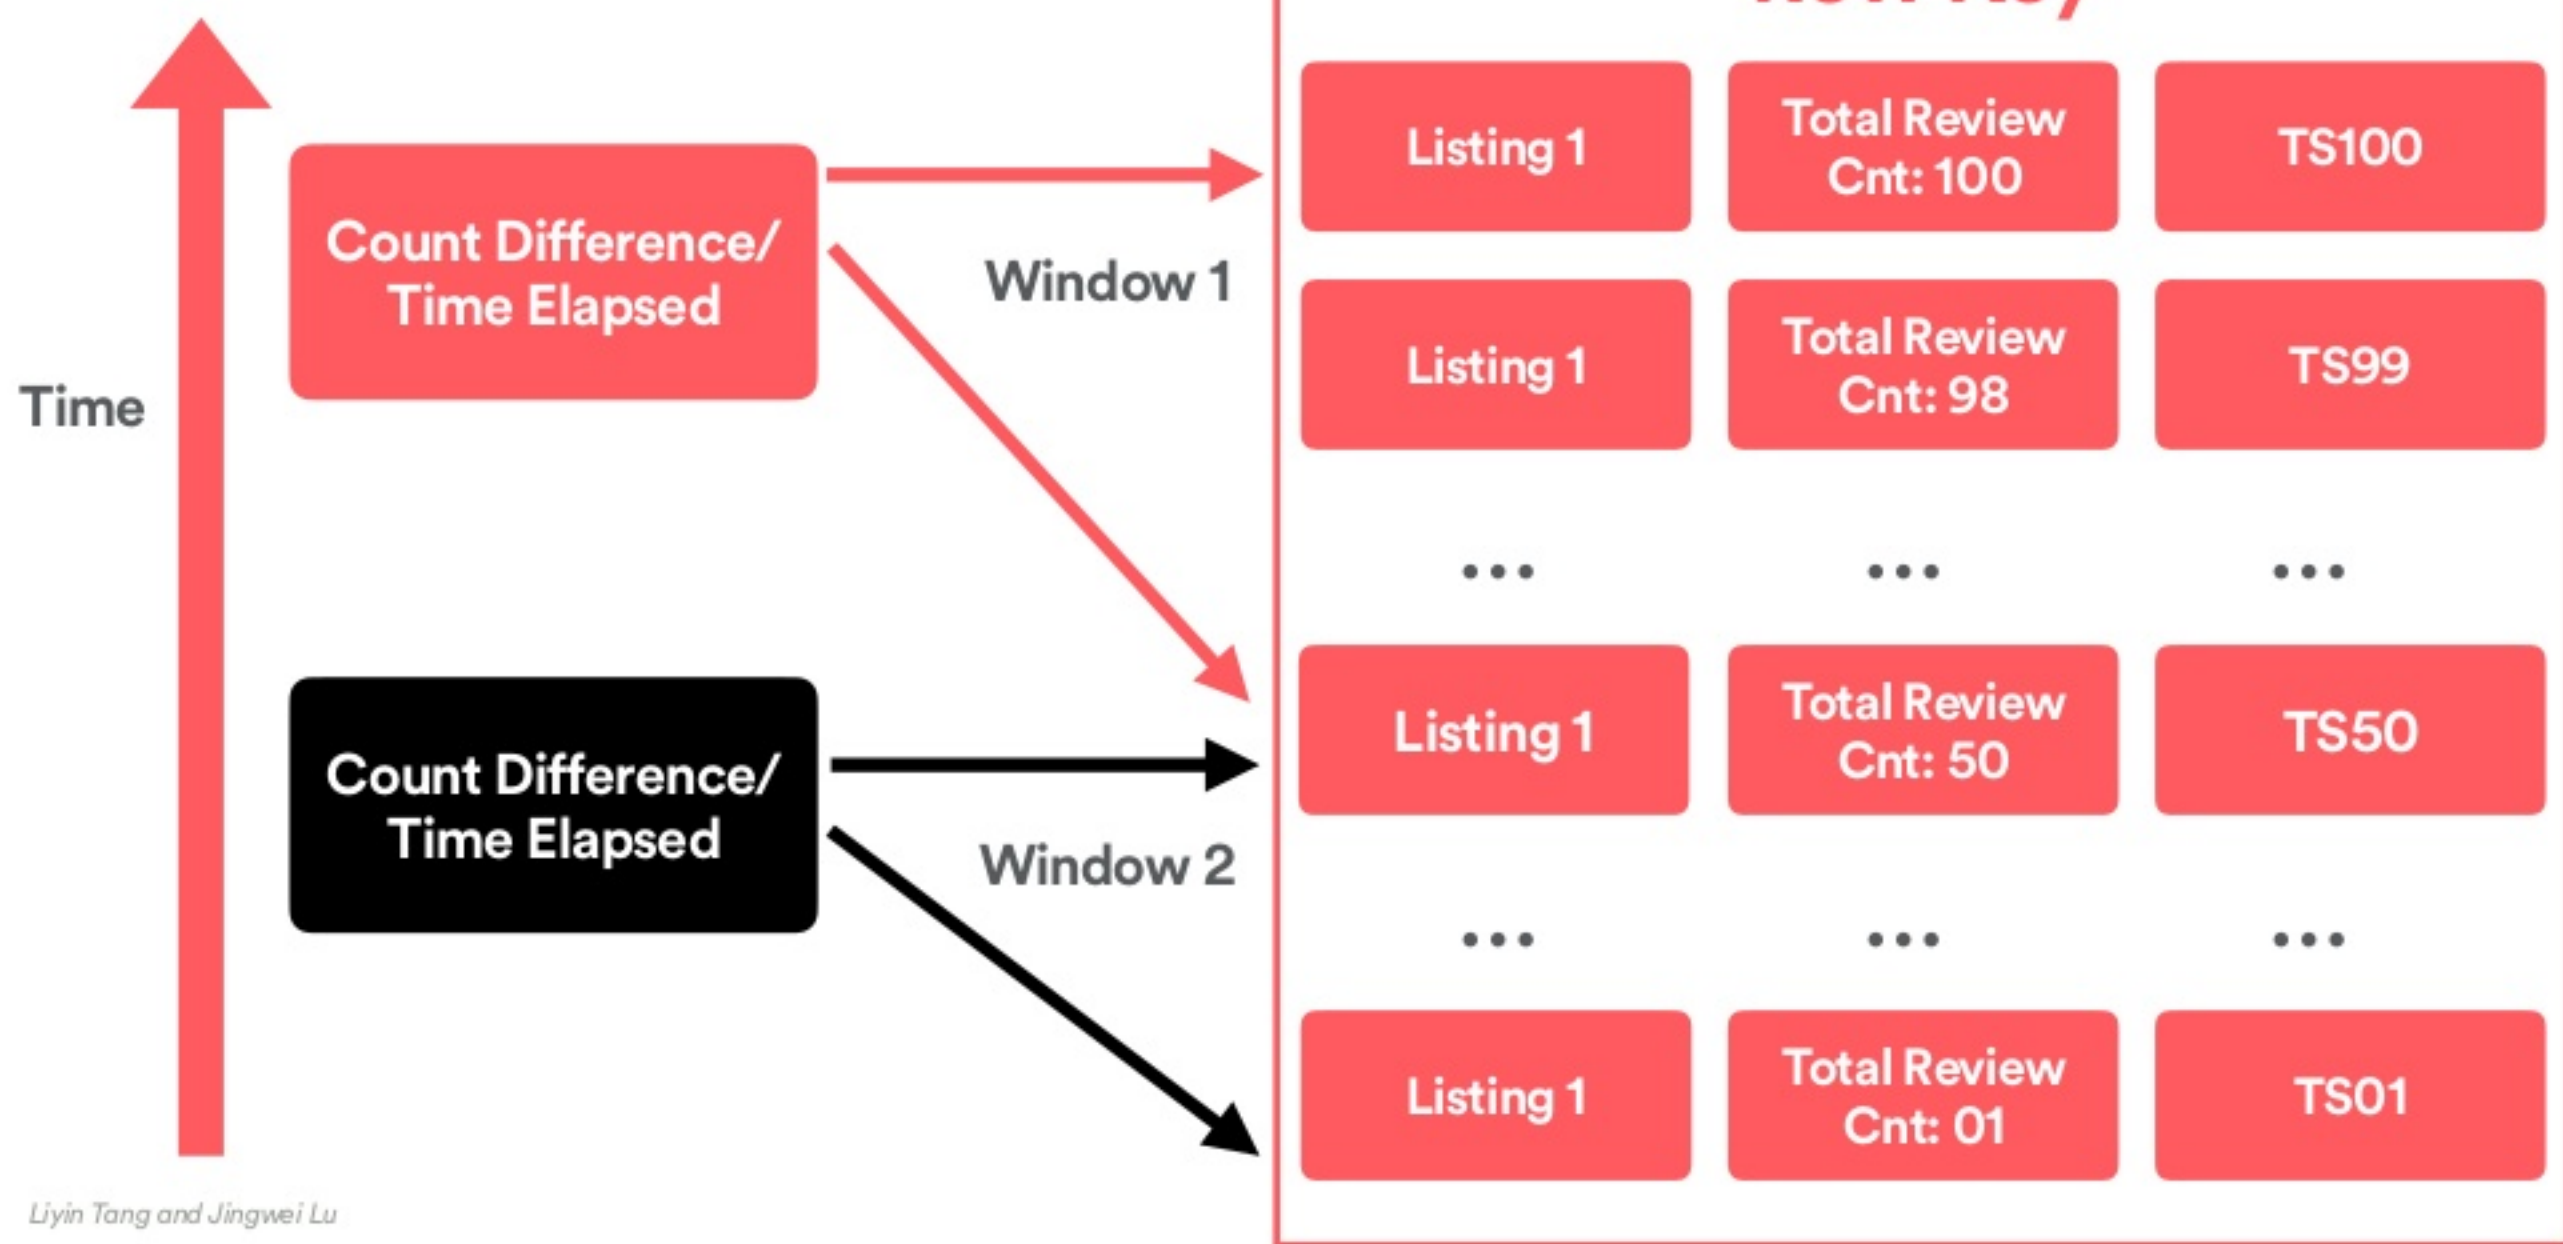 Listing 1
Total Review
Cnt: 100
TS100
Count Difference/
Time Elapsed
Window 1
Listing 1
Total Review
Cnt: 98
TS99
Time
...
...
...
Listing 1
Total Review
Cnt: 50
TS50
Count Difference/
Time Elapsed
Window 2
...
...
...
Listing 1
Total Review
Cnt: 01
TS01
Liyin Tang and Jingwei Lu